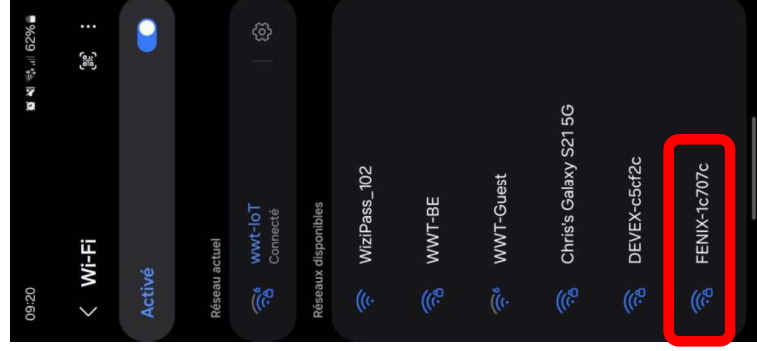 09:20
62%
Wi-Fi
Activé
Réseau actuel
wwt-IoT
Connecté
Réseaux disponibles
WiziPass_102
WWT-BE
WWT-Guest
Chris's Galaxy S21 5G
DEVEX-c5cf2c
FENIX-1c707c